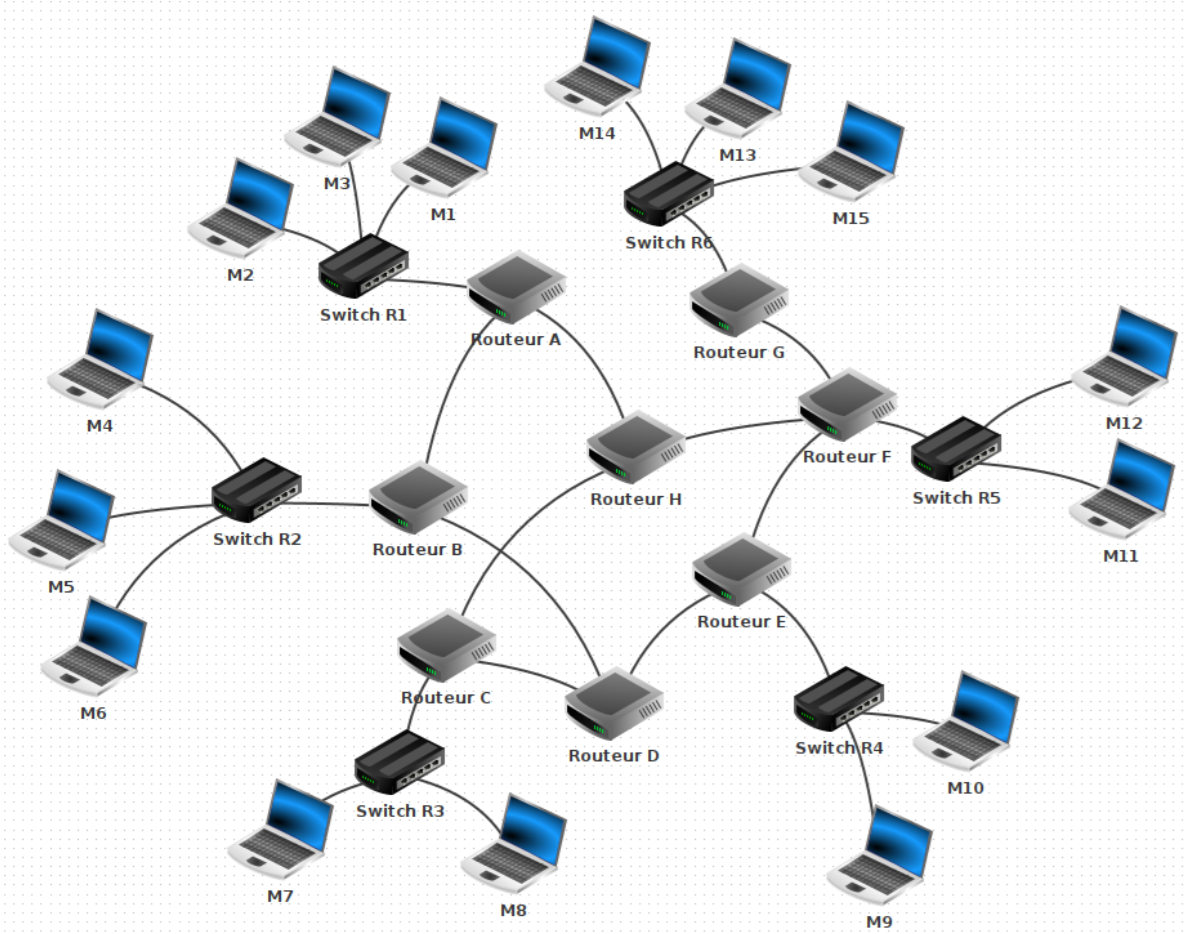 M14
M13
M3
M15
M1
Switch R6
M2
Switch R1
Routeur A
Routeur G
M4
M12
Routeur F
Routeur H
Switch R5
Switch R2
Routeur B
M11
M5
Routeur E
Routeur C
M6
Switch R4
Routeur D
M10
Switch R3
M7
M8
M9